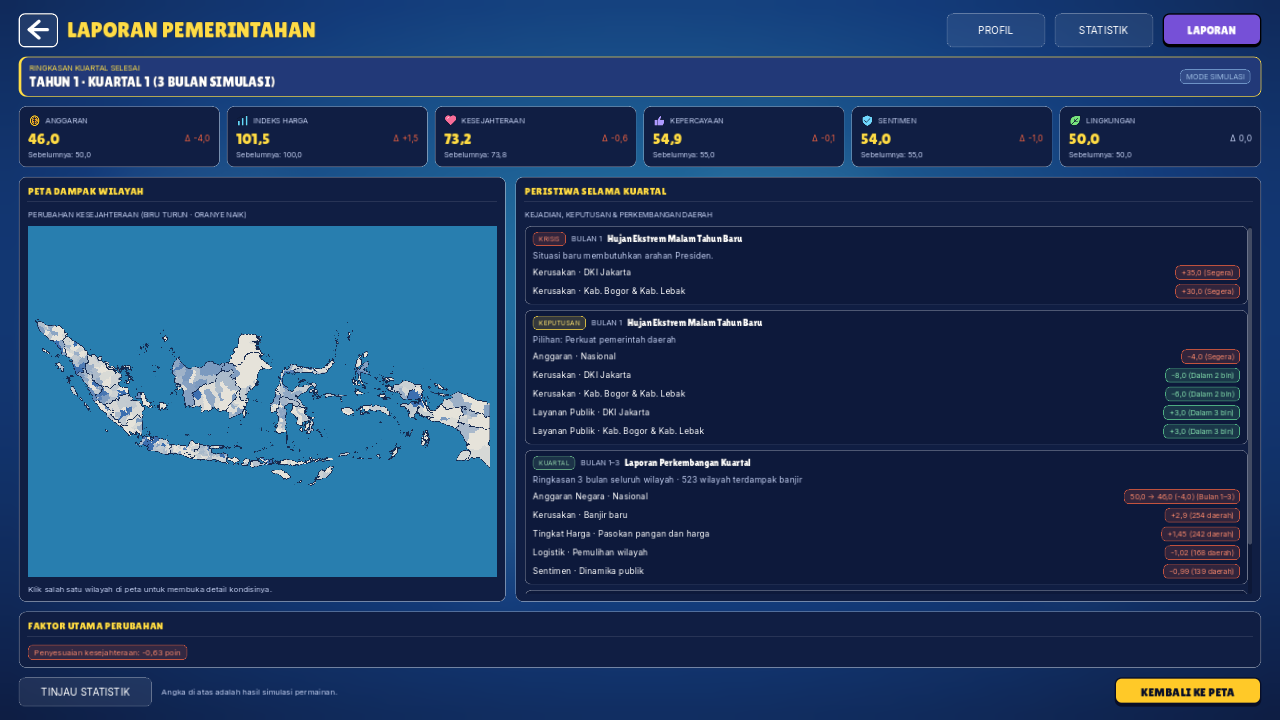 LAPORAN PEMERINTAHAN
PROFIL
STATISTIK
LAPORAN
RINGKASAN KUARTAL SELESAI
TAHUN 1 · KUARTAL 1 (3 BULAN SIMULASI)
MODE SIMULASI
ANGGARAN
46,0
Δ -4,0
Sebelumnya: 50,0
INDEKS HARGA
101,5
Δ +1,5
Sebelumnya: 100,0
KESEJAHTERAAN
73,2
Δ -0,6
Sebelumnya: 73,8
KEPERCAYAAN
54,9
Δ -0,1
Sebelumnya: 55,0
SENTIMEN
54,0
Δ -1,0
Sebelumnya: 55,0
LINGKUNGAN
50,0
Δ 0,0
Sebelumnya: 50,0
PETA DAMPAK WILAYAH
PERUBAHAN KESEJAHTERAAN (BIRU TURUN · ORANYE NAIK)
Klik salah satu wilayah di peta untuk membuka detail kondisinya.
PERISTIWA SELAMA KUARTAL
KEJADIAN, KEPUTUSAN & PERKEMBANGAN DAERAH
KRISIS BULAN 1 Hujan Ekstrem Malam Tahun Baru
Situasi baru membutuhkan arahan Presiden.
Kerusakan · DKI Jakarta +35,0 (Segera)
Kerusakan · Kab. Bogor & Kab. Lebak +30,0 (Segera)
KEPUTUSAN BULAN 1 Hujan Ekstrem Malam Tahun Baru
Pilihan: Perkuat pemerintah daerah
Anggaran · Nasional -4,0 (Segera)
Kerusakan · DKI Jakarta -8,0 (Dalam 2 bln)
Kerusakan · Kab. Bogor & Kab. Lebak -6,0 (Dalam 2 bln)
Layanan Publik · DKI Jakarta +3,0 (Dalam 3 bln)
Layanan Publik · Kab. Bogor & Kab. Lebak +3,0 (Dalam 3 bln)
KUARTAL BULAN 1-3 Laporan Perkembangan Kuartal
Ringkasan 3 bulan seluruh wilayah · 523 wilayah terdampak banjir
Anggaran Negara · Nasional 50,0 → 46,0 (-4,0) (Bulan 1-3)
Kerusakan · Banjir baru +2,9 (254 daerah)
Tingkat Harga · Pasokan pangan dan harga +1,45 (242 daerah)
Logistik · Pemulihan wilayah -1,02 (168 daerah)
Sentimen · Dinamika publik -0,99 (139 daerah)
FAKTOR UTAMA PERUBAHAN
Penyesuaian kesejahteraan: -0,63 poin
TINJAU STATISTIK
Angka di atas adalah hasil simulasi permainan.
KEMBALI KE PETA